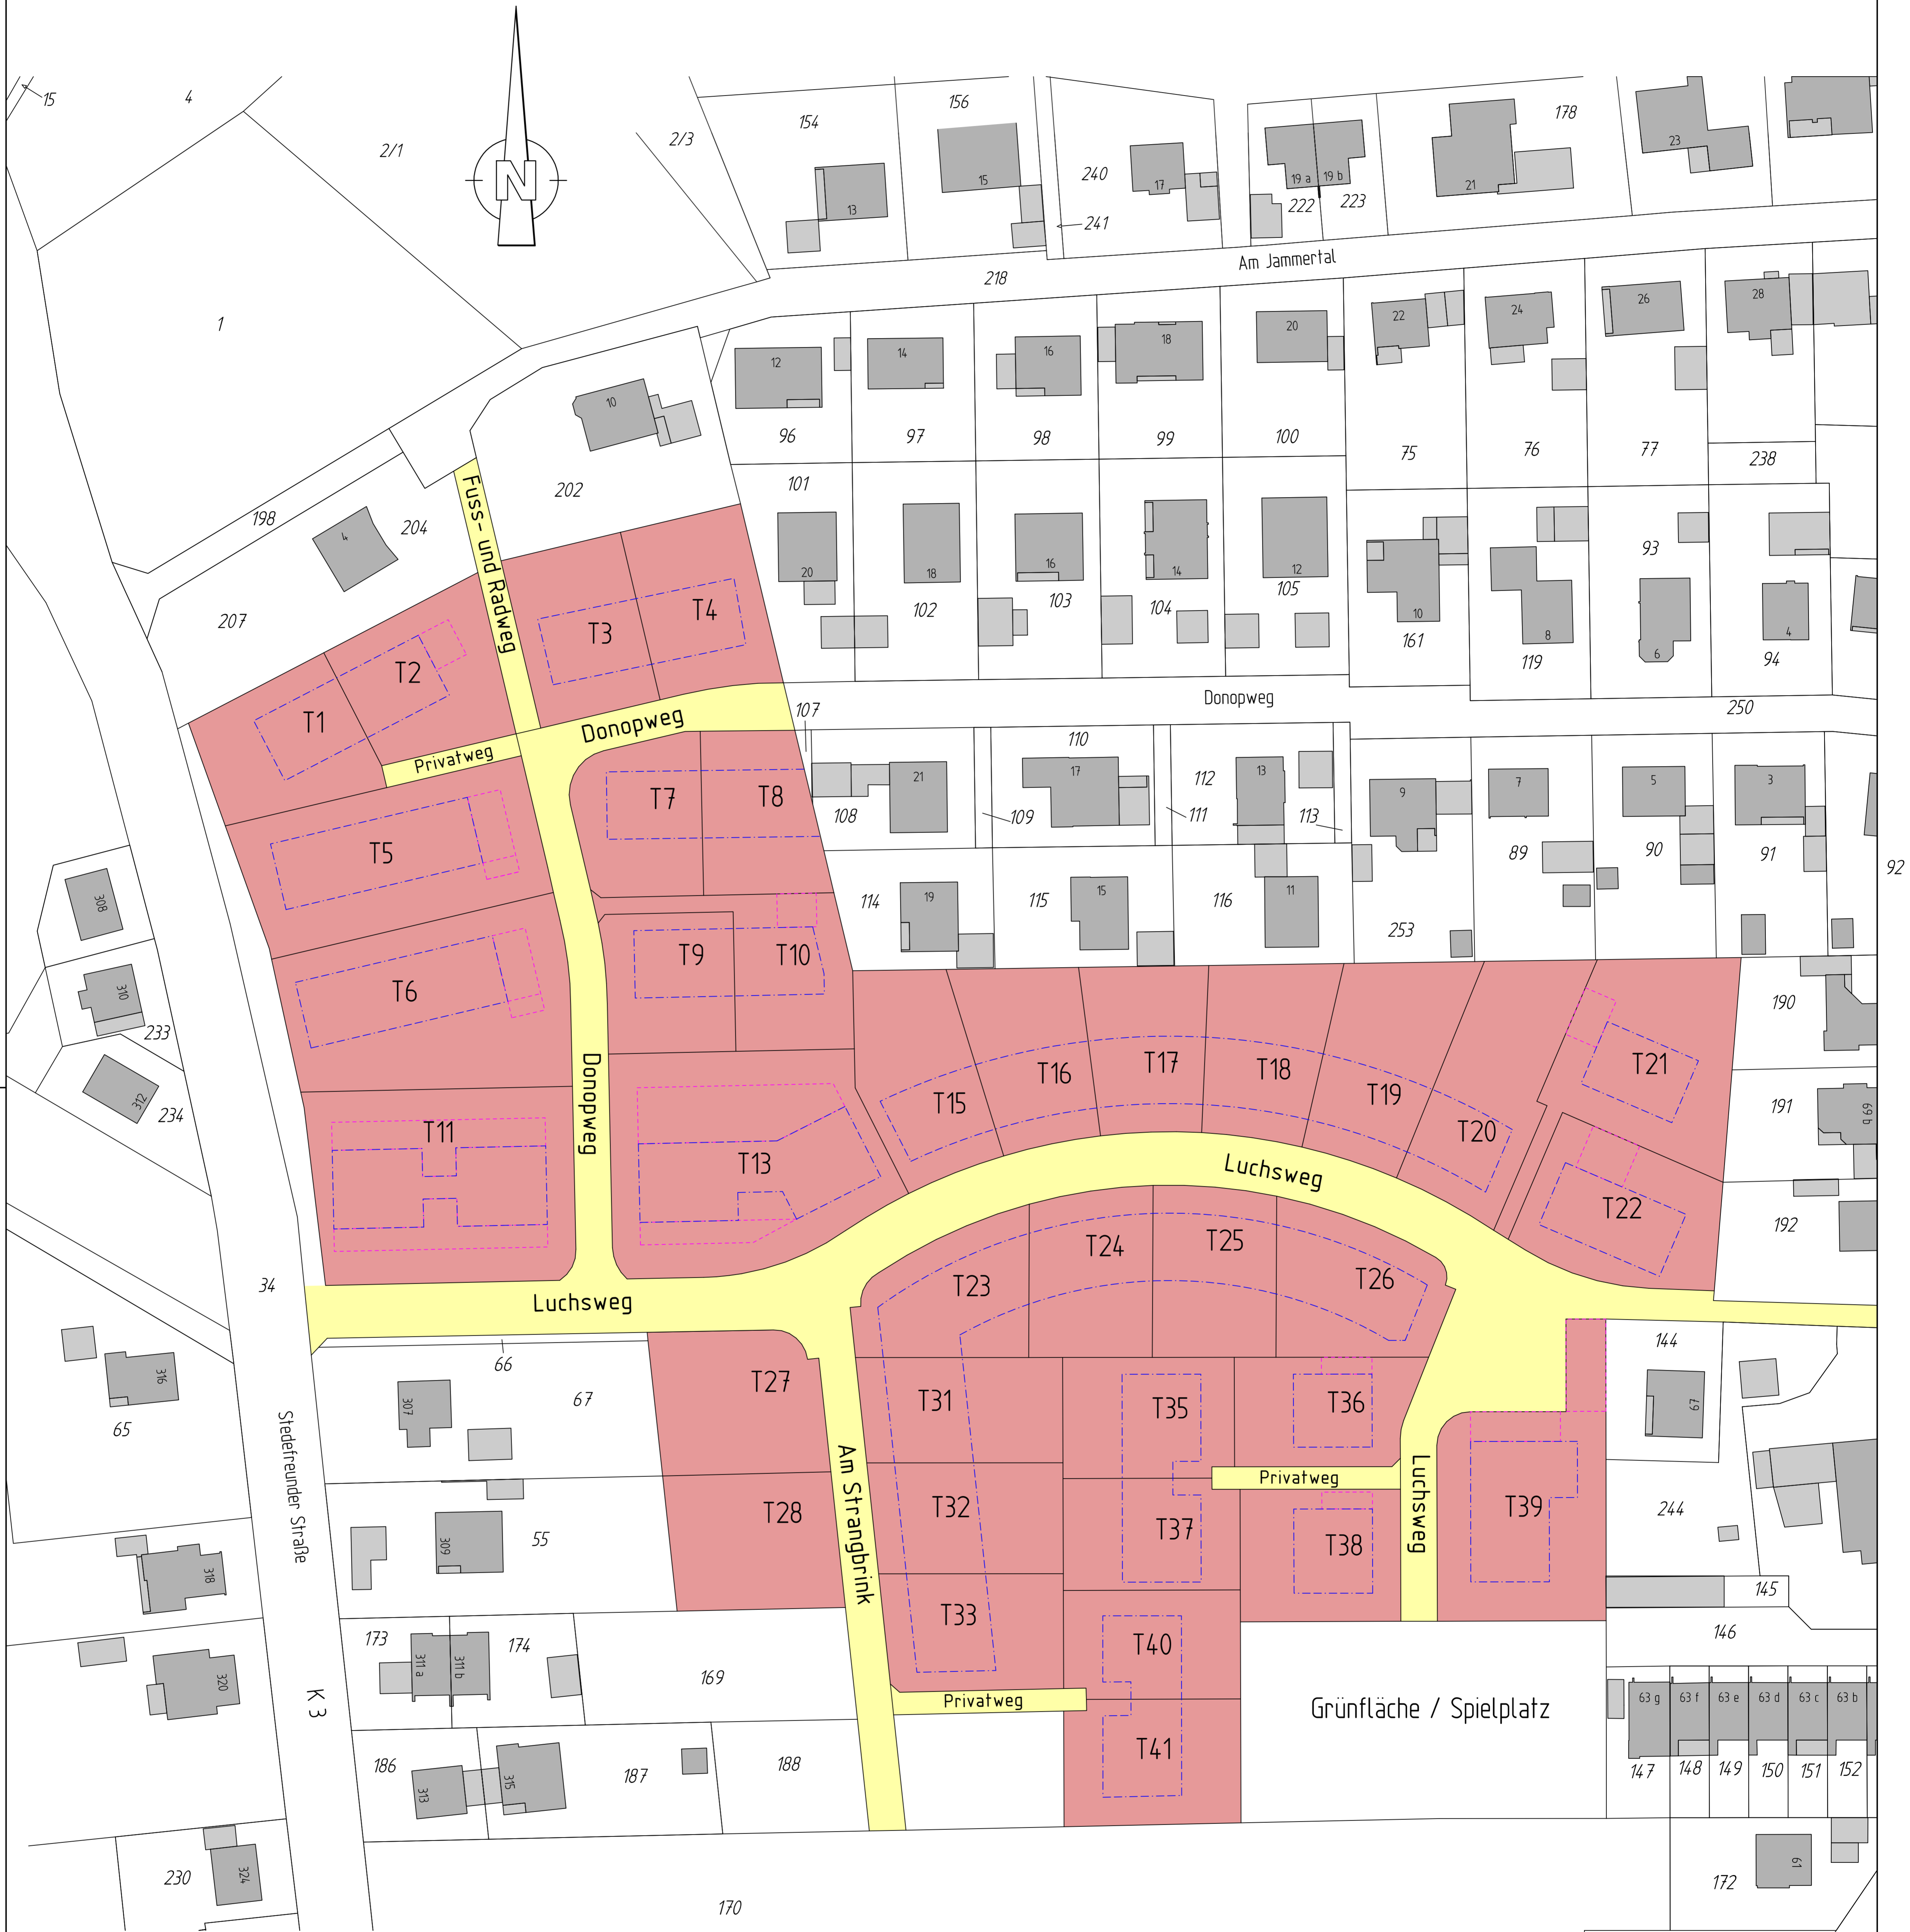 15
4
2/1
N
2/3
154
156
240
241
19 a
19 b
222
223
178
13
15
17
21
23
1
218
Am Jammertal
12
14
16
18
20
22
24
26
28
10
96
97
98
99
100
75
76
77
238
198
204
4
202
Fuss- und Radweg
101
20
18
16
14
12
10
8
6
4
93
102
103
104
105
161
119
94
207
T1
T2
T3
T4
Privatweg
Donopweg
107
Donopweg
250
110
112
113
109
111
108
21
17
13
9
7
5
3
T5
T7
T8
T6
T9
T10
114
19
115
15
116
11
253
89
90
91
92
308
310
233
312
234
Donopweg
T11
T13
T15
T16
T17
T18
T19
T20
T21
T22
190
191
69 b
192
Luchsweg
34
Luchsweg
T23
T24
T25
T26
66
67
307
T27
T28
T31
T32
T33
T35
T36
T37
T38
T39
T40
T41
Privatweg
Luchsweg
Am Strangbrink
Privatweg
144
67
244
145
146
316
65
Stedefreunder Straße
309
55
318
320
K 3
173
311 a
311 b
174
169
186
313
315
187
188
Grünfläche / Spielplatz
63 g
63 f
63 e
63 d
63 c
63 b
147
148
149
150
151
152
230
324
170
172
61